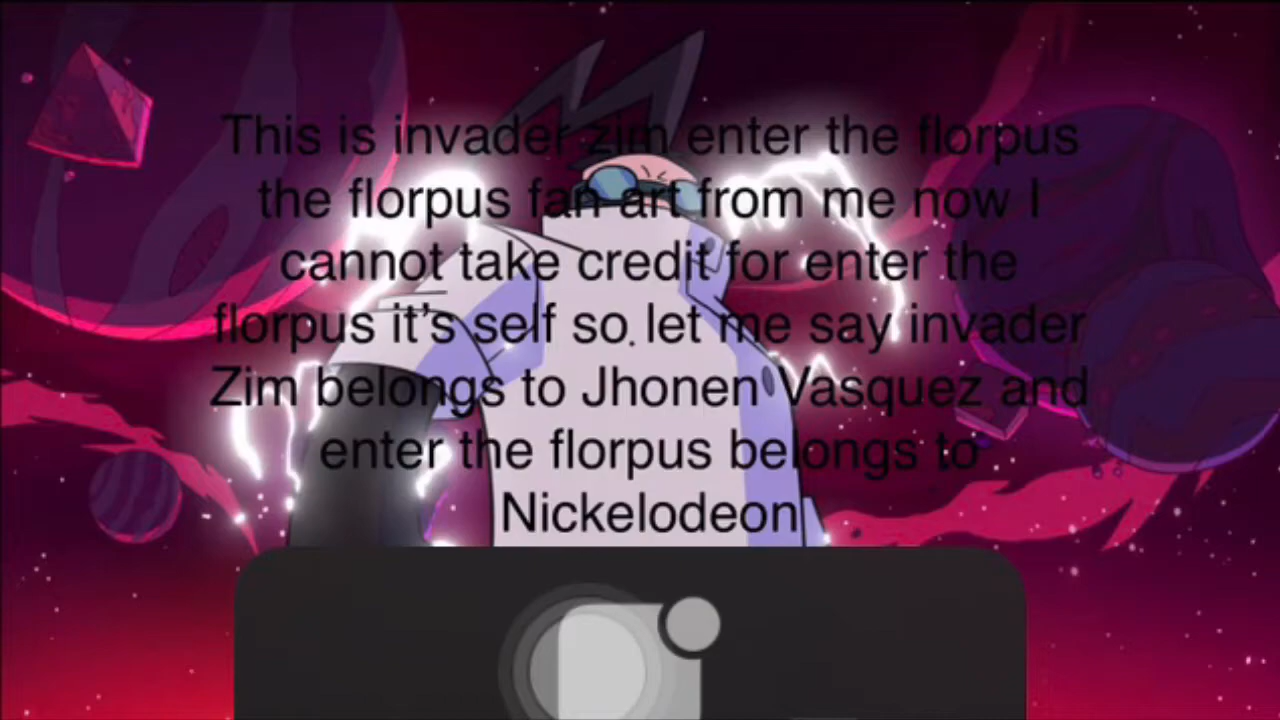 This is invader zim enter the florpus
the florpus fan art from me now I
cannot take credit for enter the
florpus it’s self so. let me say invader
Zim belongs to Jhonen Vasquez and
enter the florpus belongs to
Nickelodeon